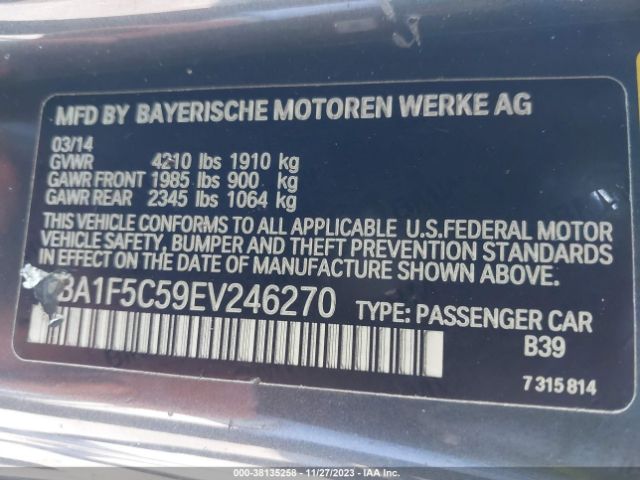 MFD BY BAYERISCHE MOTOREN WERKE AG
03/14
GVWR 4210 lbs 1910 kg
GAWR FRONT 1985 lbs 900 kg
GAWR REAR 2345 lbs 1064 kg
THIS VEHICLE CONFORMS TO ALL APPLICABLE U.S.FEDERAL MOTOR
VEHICLE SAFETY, BUMPER AND THEFT PREVENTION STANDARDS
IN EFFECT ON THE DATE OF MANUFACTURE SHOWN ABOVE.
BA1F5C59EV246270 TYPE: PASSENGER CAR
B39
7 315 814
000-38135258 - 11/27/2023 - IAA Inc.